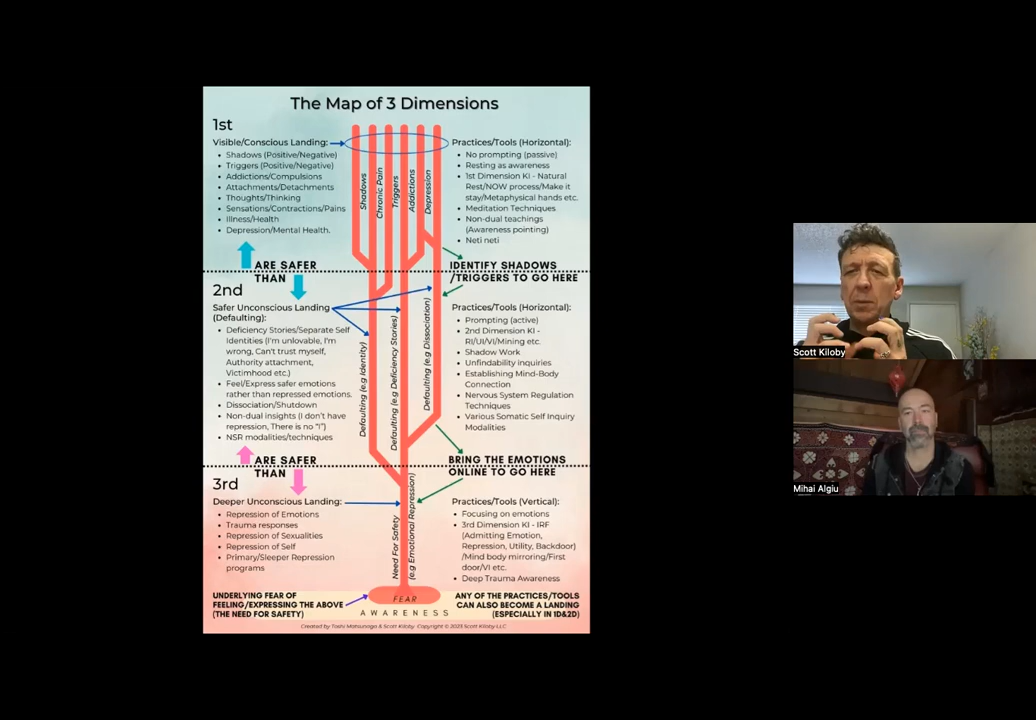 The Map of 3 Dimensions
1st
Visible/Conscious Landing:
Shadows (Positive/Negative)
Triggers (Positive/Negative)
Addictions/Compulsions
Attachments/Detachments
Thoughts/Thinking
Sensations/Contractions/Pains
Illness/Health
Depression/Mental Health.
Shadows
Chronic Pain
Triggers
Addictions
Depression
Practices/Tools (Horizontal):
No prompting (passive)
Resting as awareness
1st Dimension KI - Natural
Rest/NOW process/Make it
stay/Metaphysical hands etc.
Meditation Techniques
Non-dual teachings
(Awareness pointing)
Neti neti
ARE SAFER
THAN
IDENTIFY SHADOWS
/TRIGGERS TO GO HERE
2nd
Safer Unconscious Landing
(Defaulting):
Deficiency Stories/Separate Self
Identities (I'm unlovable, I'm
wrong, Can't trust myself,
Authority attachment,
Victimhood etc.)
Feel/Express safer emotions
rather than repressed emotions.
Dissociation/Shutdown
Non-dual insights (I don't have
repression, There is no "I")
NSR modalities/techniques
Defaulting (e.g Identity)
Defaulting (e.g Deficiency Stories)
Defaulting (e.g Dissociation)
Practices/Tools (Horizontal):
Prompting (active)
2nd Dimension KI -
RI/UI/VI/Mining etc.
Shadow Work
Unfindability inquiries
Establishing Mind-Body
Connection
Nervous System Regulation
Techniques
Various Somatic Self Inquiry
Modalities
ARE SAFER
THAN
BRING THE EMOTIONS
ONLINE TO GO HERE
3rd
Deeper Unconscious Landing:
Repression of Emotions
Trauma responses
Repression of Sexualities
Repression of Self
Primary/Sleeper Repression
programs
Need For Safety
(e.g Emotional Repression)
Practices/Tools (Vertical):
Focusing on emotions
3rd Dimension KI - IRF
(Admitting Emotion,
Repression, Utility, Backdoor)
/Mind body mirroring/First
door/VI etc.
Deep Trauma Awareness
UNDERLYING FEAR OF
FEELING/EXPRESSING THE ABOVE
(THE NEED FOR SAFETY)
FEAR
AWARENESS
ANY OF THE PRACTICES/TOOLS
CAN ALSO BECOME A LANDING
(ESPECIALLY IN 1D&2D)
Created by Toshi Matsunaga and Scott Kiloby Copyright © 2023 Scott Kiloby LLC
Scott Kiloby
Mihai Algiu